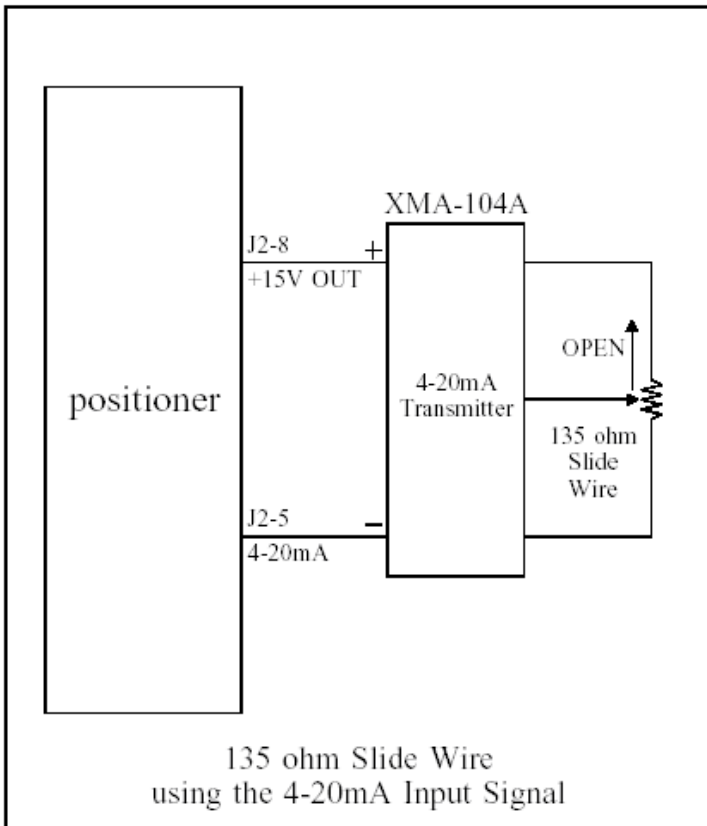 XMA-104A
J2-8
+
+15V OUT
OPEN
positioner
4-20mA
Transmitter
135 ohm
Slide
Wire
J2-5
−
4-20mA
135 ohm Slide Wire
using the 4-20mA Input Signal